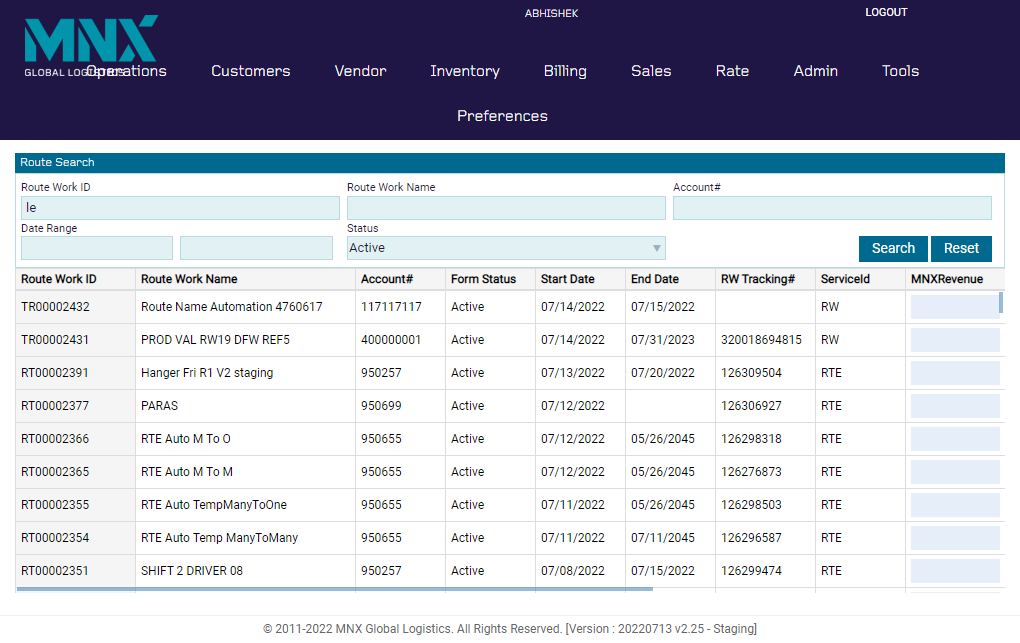 ABHISHEK
LOGOUT
MNX
GLOBAL LOGISTICS
Operations Customers Vendor Inventory Billing Sales Rate Admin Tools
Preferences
Route Search
Route Work ID Route Work Name Account#
le
Date Range Status
Active Search Reset
Route Work ID Route Work Name Account# Form Status Start Date End Date RW Tracking# ServiceId MNXRevenue
TR00002432 Route Name Automation 4760617 117117117 Active 07/14/2022 07/15/2022 RW
TR00002431 PROD VAL RW19 DFW REF5 400000001 Active 07/14/2022 07/31/2023 320018694815 RW
RT00002391 Hanger Fri R1 V2 staging 950257 Active 07/13/2022 07/20/2022 126309504 RTE
RT00002377 PARAS 950699 Active 07/12/2022 126306927 RTE
RT00002366 RTE Auto M To O 950655 Active 07/12/2022 05/26/2045 126298318 RTE
RT00002365 RTE Auto M To M 950655 Active 07/12/2022 05/26/2045 126276873 RTE
RT00002355 RTE Auto TempManyToOne 950655 Active 07/11/2022 05/26/2045 126298503 RTE
RT00002354 RTE Auto Temp ManyToMany 950655 Active 07/11/2022 07/11/2045 126296587 RTE
RT00002351 SHIFT 2 DRIVER 08 950257 Active 07/08/2022 07/15/2022 126299474 RTE
© 2011-2022 MNX Global Logistics. All Rights Reserved. [Version : 20220713 v2.25 - Staging]